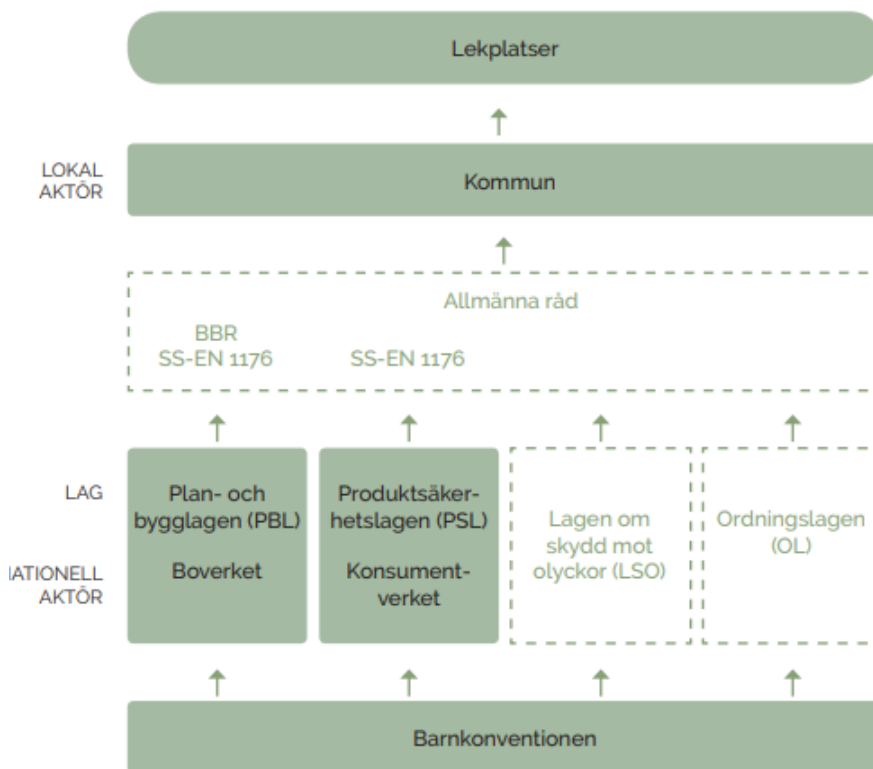 Lekplatser
LOKAL
AKTÖR
Kommun
Allmänna råd
BBR
SS-EN 1176
SS-EN 1176
LAG
Plan- och
bygglagen (PBL)
Boverket
Produktsäker-
hetslagen (PSL)
Konsument-
verket
Lagen om
skydd mot
olyckor (LSO)
Ordningslagen
(OL)
IATIONELL
AKTÖR
Barnkonventionen